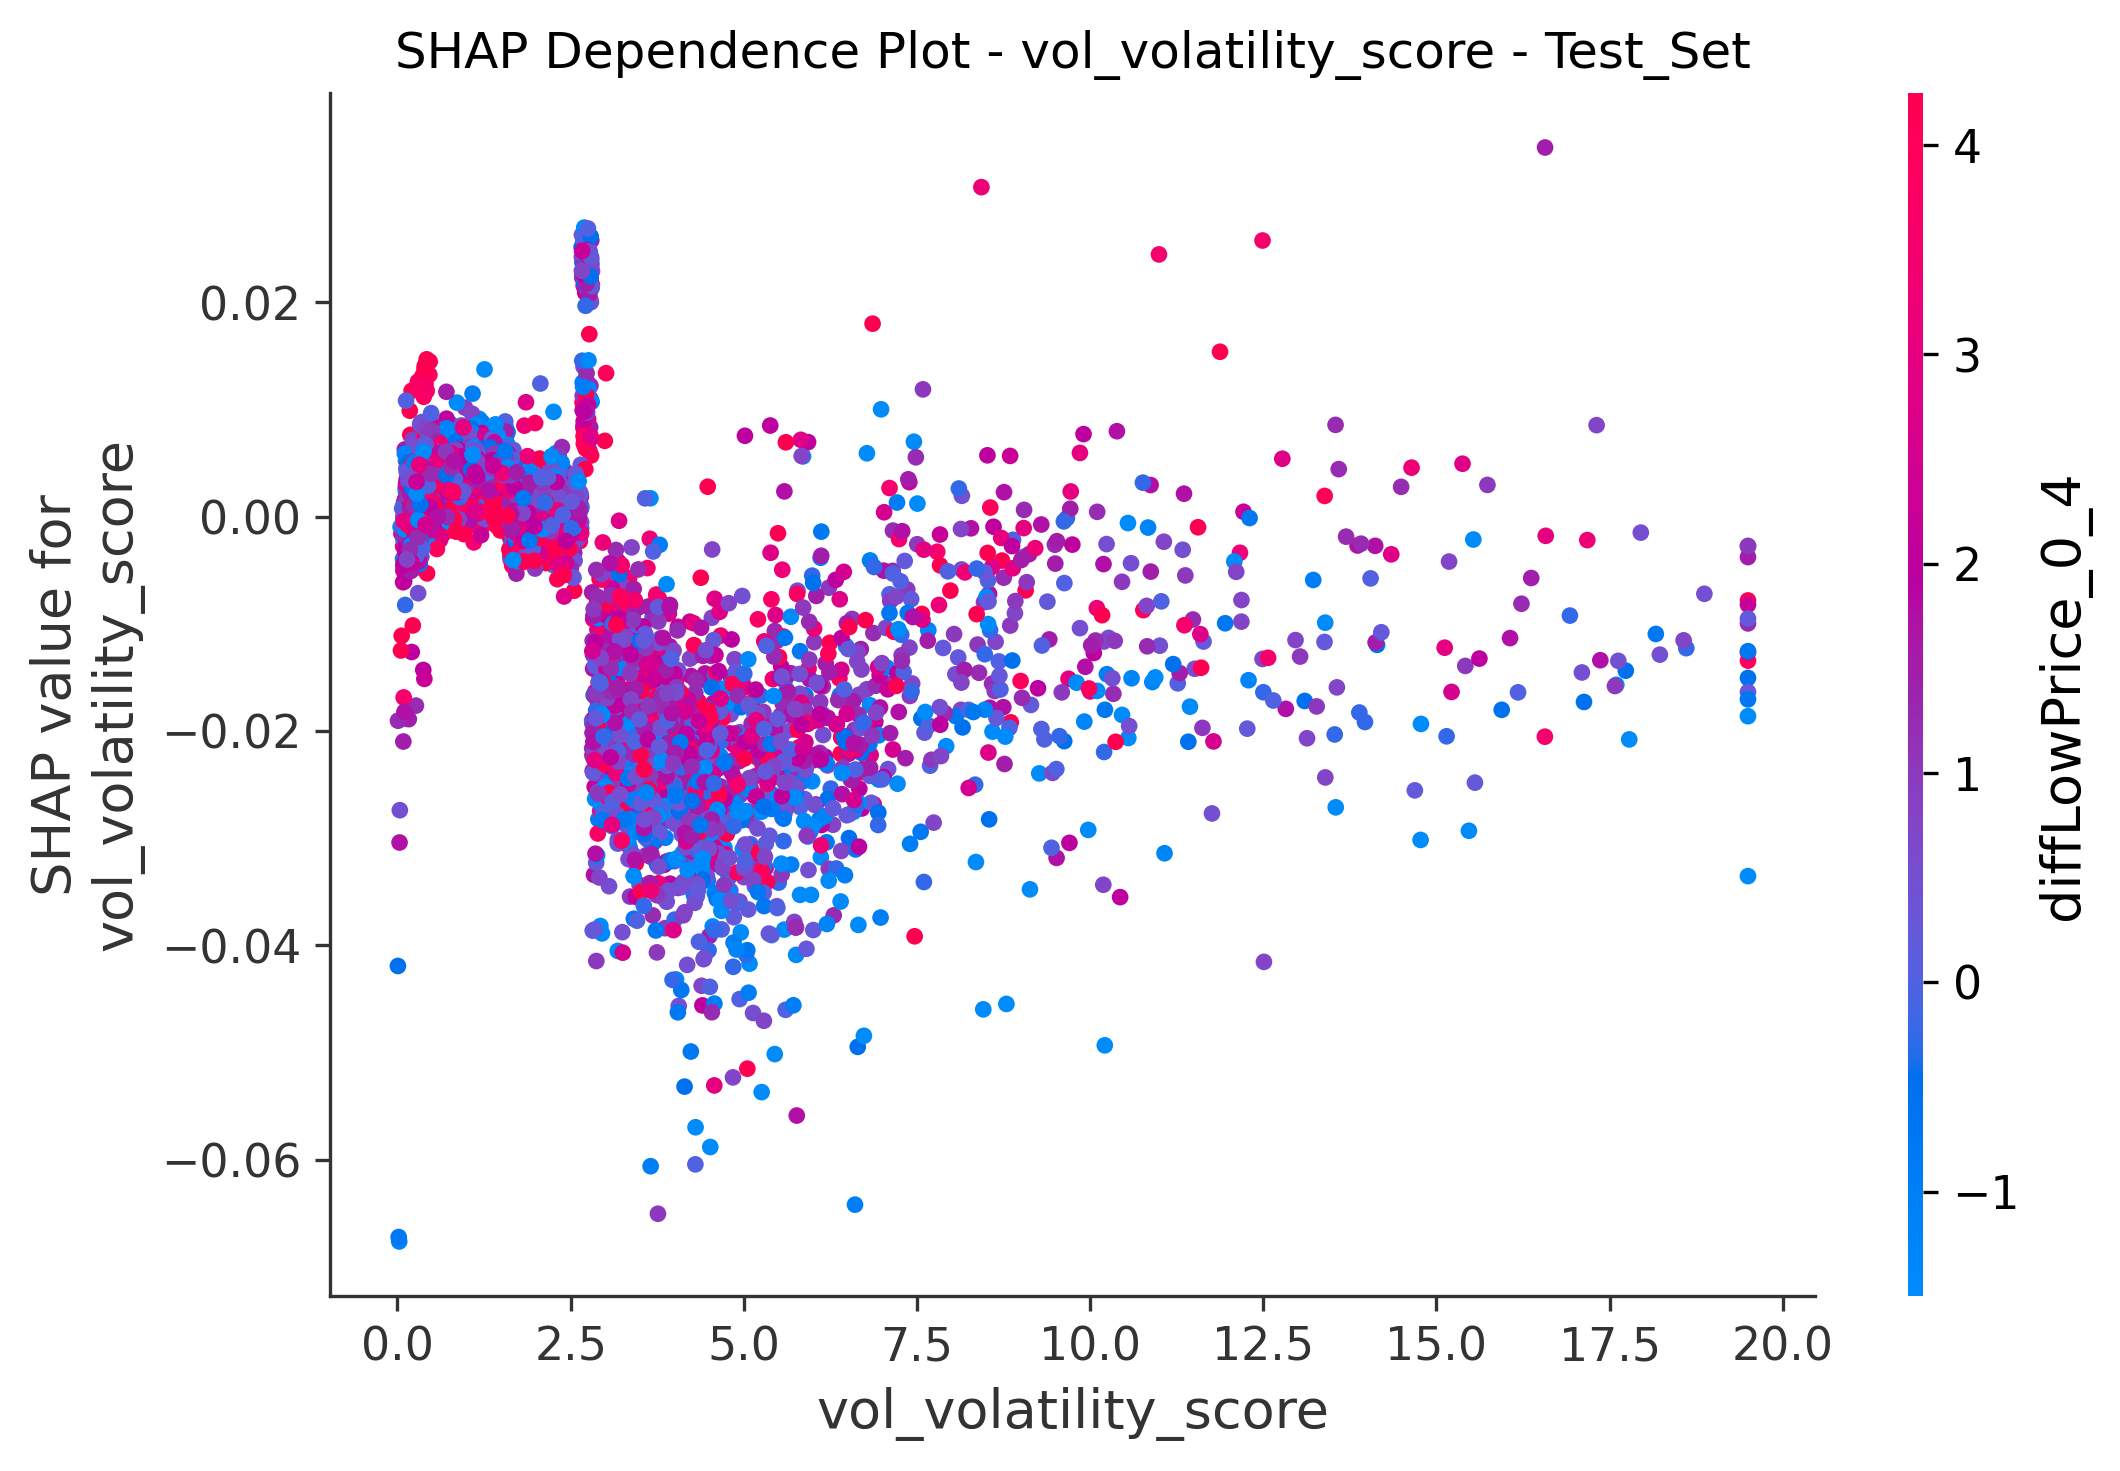 SHAP Dependence Plot - vol_volatility_score - Test_Set
SHAP value for
vol_volatility_score
0.02
0.00
−0.02
−0.04
−0.06
0.0 2.5 5.0 7.5 10.0 12.5 15.0 17.5 20.0
vol_volatility_score
4
3
2
1
0
−1
diffLowPrice_0_4